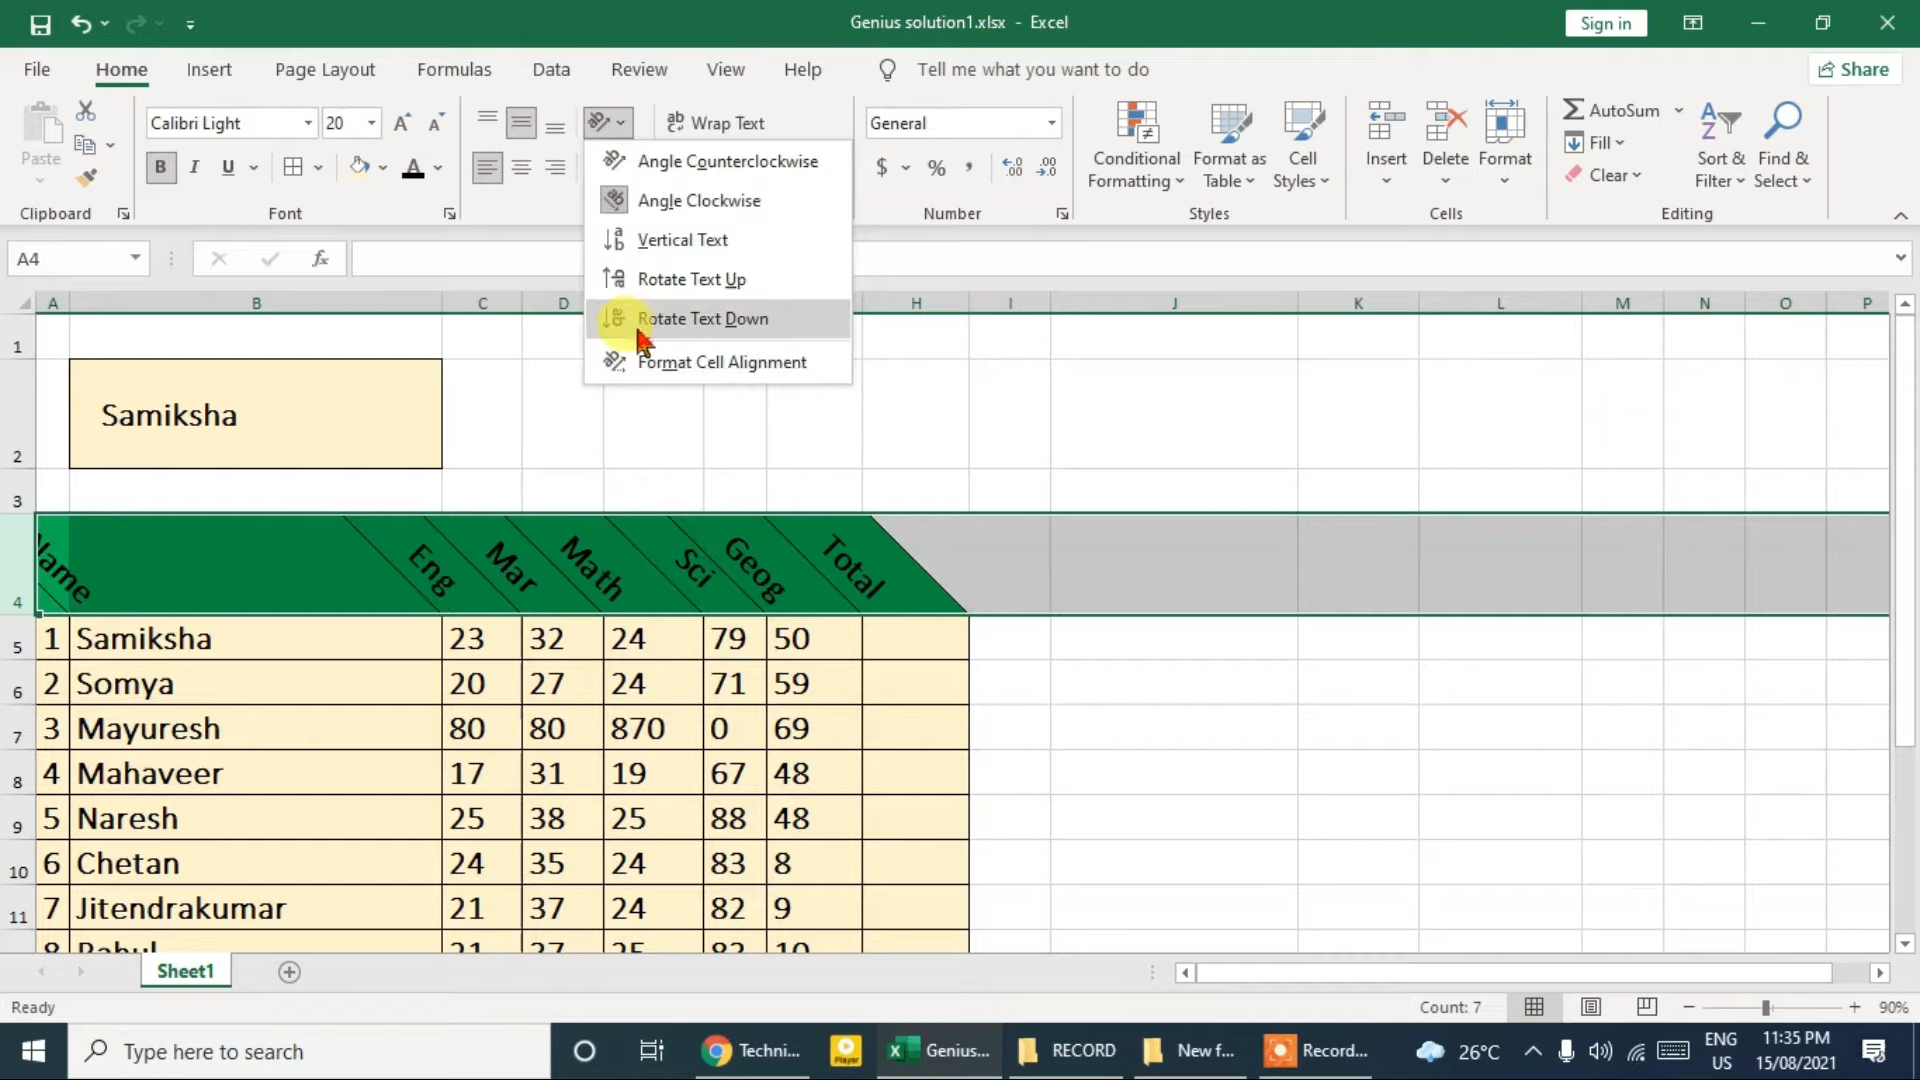 Genius solution1.xlsx - Excel
Sign in
File Home Insert Page Layout Formulas Data Review View Help Tell me what you want to do Share
Paste
Calibri Light 20
B I U A
Wrap Text
General
$ % ,
Conditional Formatting
Format as Table
Cell Styles
Insert Delete Format
AutoSum
Fill
Clear
Sort & Filter
Find & Select
Clipboard Font Number Styles Cells Editing
Angle Counterclockwise
Angle Clockwise
Vertical Text
Rotate Text Up
Rotate Text Down
Format Cell Alignment
A4 fx
A B C D H I J K L M N O P
1
2 Samiksha
3
4 Name Eng Mar Math Sci Geog Total
5 1 Samiksha 23 32 24 79 50
6 2 Somya 20 27 24 71 59
7 3 Mayuresh 80 80 870 0 69
8 4 Mahaveer 17 31 19 67 48
9 5 Naresh 25 38 25 88 48
10 6 Chetan 24 35 24 83 8
11 7 Jitendrakumar 21 37 24 82 9
Sheet1
Ready Count: 7 90%
Type here to search
Techni...
Player
Genius...
RECORD
New f...
Record...
26°C
ENG
US
11:35 PM
15/08/2021